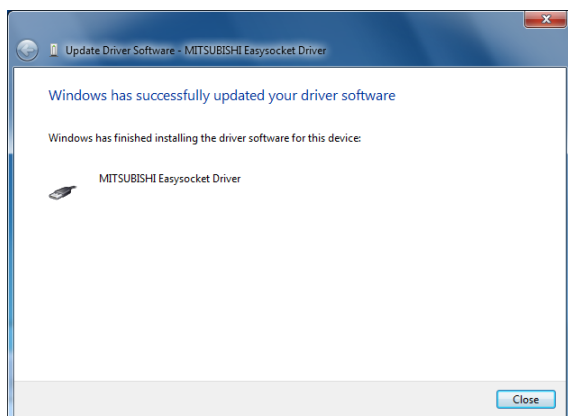 Update Driver Software - MITSUBISHI Easysocket Driver
Windows has successfully updated your driver software
Windows has finished installing the driver software for this device:
MITSUBISHI Easysocket Driver
Close